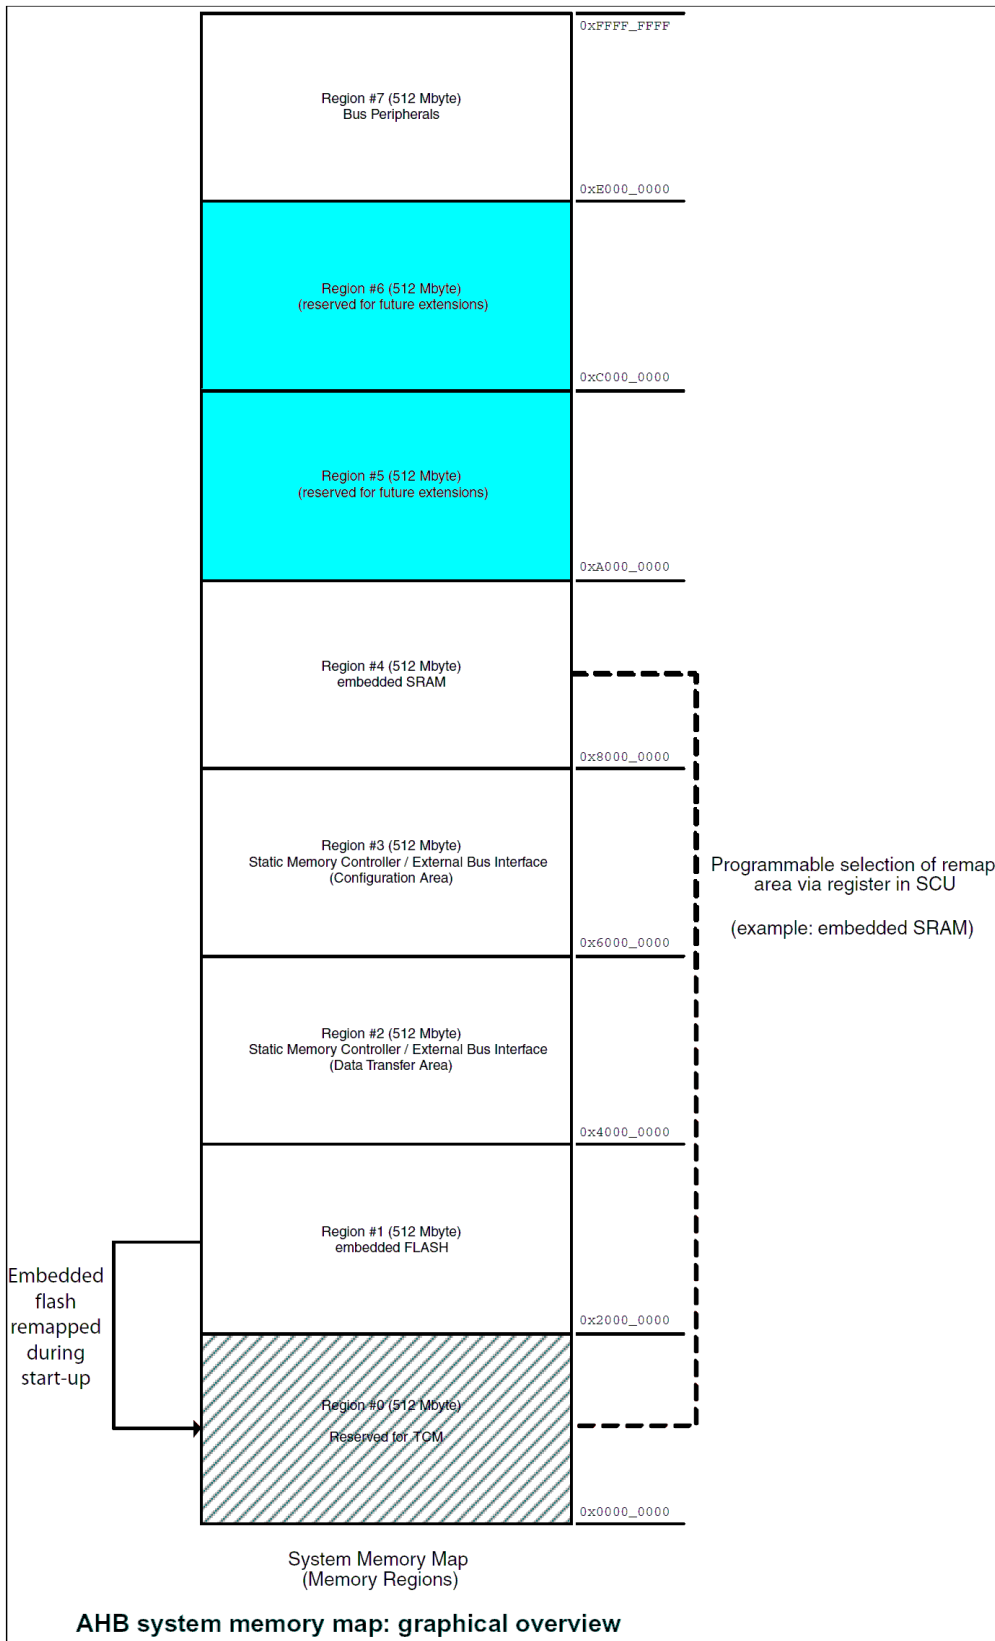 0xFFFF_FFFF
Region #7 (512 Mbyte)
Bus Peripherals
0xE000_0000
Region #6 (512 Mbyte)
(reserved for future extensions)
0xC000_0000
Region #5 (512 Mbyte)
(reserved for future extensions)
0xA000_0000
Region #4 (512 Mbyte)
embedded SRAM
0x8000_0000
Region #3 (512 Mbyte)
Static Memory Controller / External Bus Interface
(Configuration Area)
Programmable selection of remap
area via register in SCU
(example: embedded SRAM)
0x6000_0000
Region #2 (512 Mbyte)
Static Memory Controller / External Bus Interface
(Data Transfer Area)
0x4000_0000
Region #1 (512 Mbyte)
embedded FLASH
Embedded
flash
remapped
during
start-up
0x2000_0000
Region #0 (512 Mbyte)
Reserved for TCM
0x0000_0000
System Memory Map
(Memory Regions)
AHB system memory map: graphical overview